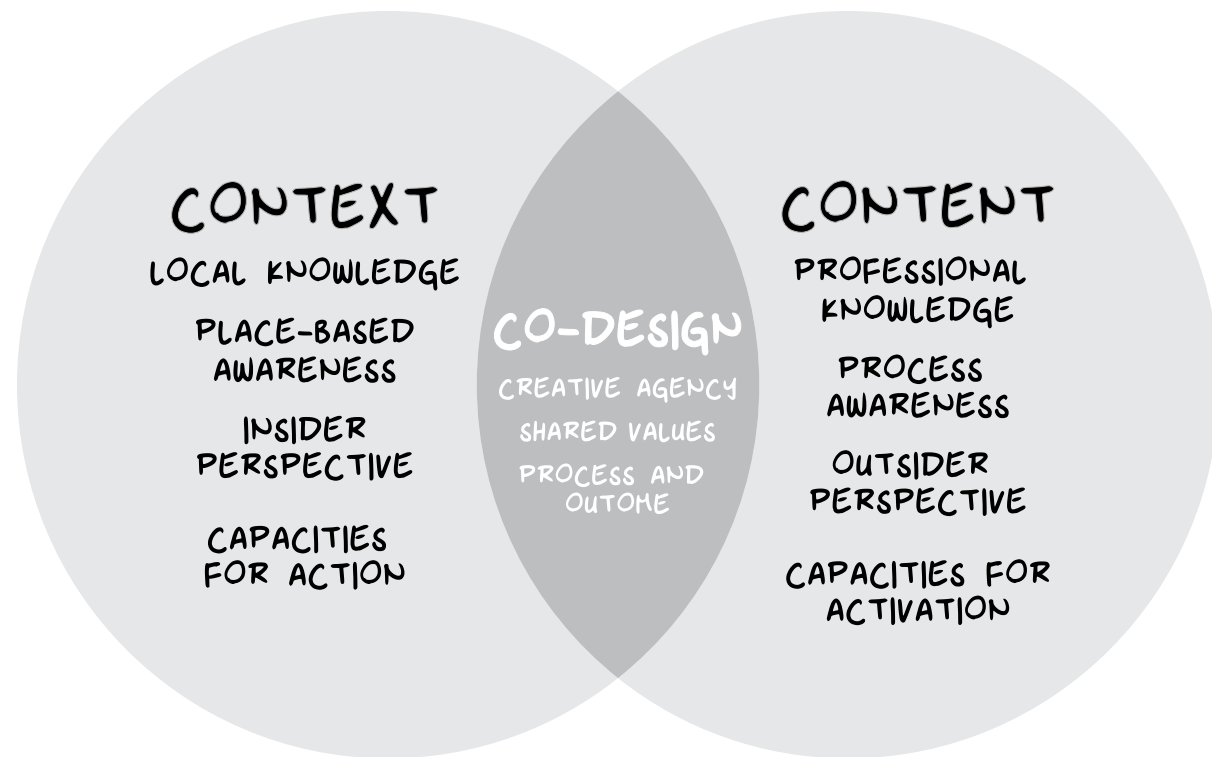 CONTEXT
LOCAL KNOWLEDGE
PLACE-BASED
AWARENESS
INSIDER
PERSPECTIVE
CAPACITIES
FOR ACTION
CO-DESIGN
CREATIVE AGENCY
SHARED VALUES
PROCESS AND
OUTOME
CONTENT
PROFESSIONAL
KNOWLEDGE
PROCESS
AWARENESS
OUTSIDER
PERSPECTIVE
CAPACITIES FOR
ACTIVATION